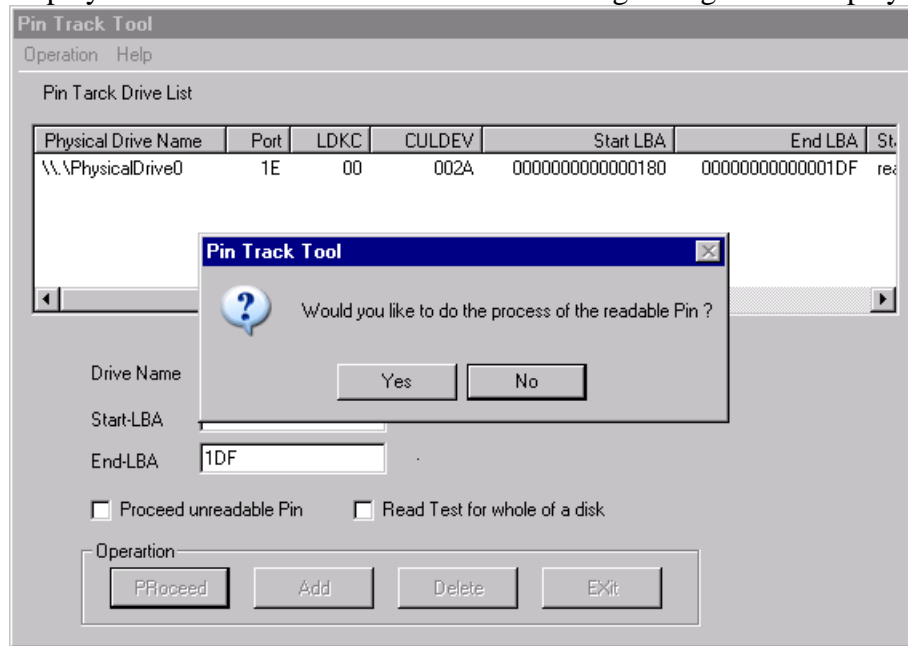 Pin Track Tool
Operation Help
Pin Tarck Drive List
Physical Drive Name Port LDKC CULDEV Start LBA End LBA
\\.\PhysicalDrive0 1E 00 002A 0000000000000180 00000000000001DF
Pin Track Tool
Would you like to do the process of the readable Pin ?
Yes No
Drive Name
Start-LBA
End-LBA 1DF
Proceed unreadable Pin Read Test for whole of a disk
Operartion
PRoceed Add Delete EXit